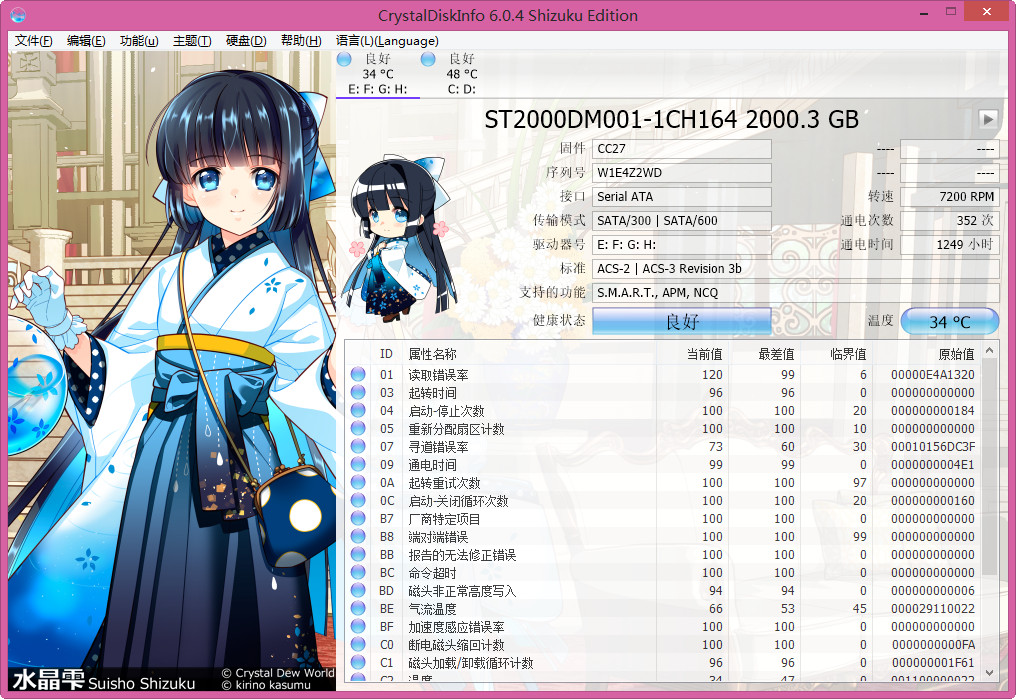 CrystalDiskInfo 6.0.4 Shizuku Edition
文件(F) 编辑(E) 功能(u) 主题(T) 硬盘(D) 帮助(H) 语言(L)(Language)
良好 良好
34 °C 48 °C
E: F: G: H: C: D:
ST2000DM001-1CH164 2000.3 GB
固件 CC27 ---- ----
序列号 W1E4Z2WD ---- ----
接口 Serial ATA 转速 7200 RPM
传输模式 SATA/300 | SATA/600 通电次数 352 次
驱动器号 E: F: G: H: 通电时间 1249 小时
标准 ACS-2 | ACS-3 Revision 3b
支持的功能 S.M.A.R.T., APM, NCQ
健康状态 良好 温度 34 °C
ID 属性名称 当前值 最差值 临界值 原始值
01 读取错误率 120 99 6 00000E4A1320
03 起转时间 96 96 0 000000000000
04 启动-停止次数 100 100 20 000000000184
05 重新分配扇区计数 100 100 10 000000000000
07 寻道错误率 73 60 30 00010156DC3F
09 通电时间 99 99 0 0000000004E1
0A 起转重试次数 100 100 97 000000000000
0C 启动-关闭循环次数 100 100 20 000000000160
B7 厂商特定项目 100 100 0 000000000000
B8 端对端错误 100 100 99 000000000000
BB 报告的无法修正错误 100 100 0 000000000000
BC 命令超时 100 100 0 000000000000
BD 磁头非正常高度写入 94 94 0 000000000006
BE 气流温度 66 53 45 000029110022
BF 加速度感应错误率 100 100 0 000000000000
C0 断电磁头缩回计数 100 100 0 0000000000FA
C1 磁头加载/卸载循环计数 96 96 0 000000001F61
C2 温度 34 47 0 001100000022
水晶雫 Suisho Shizuku
© Crystal Dew World
© kirino kasumu